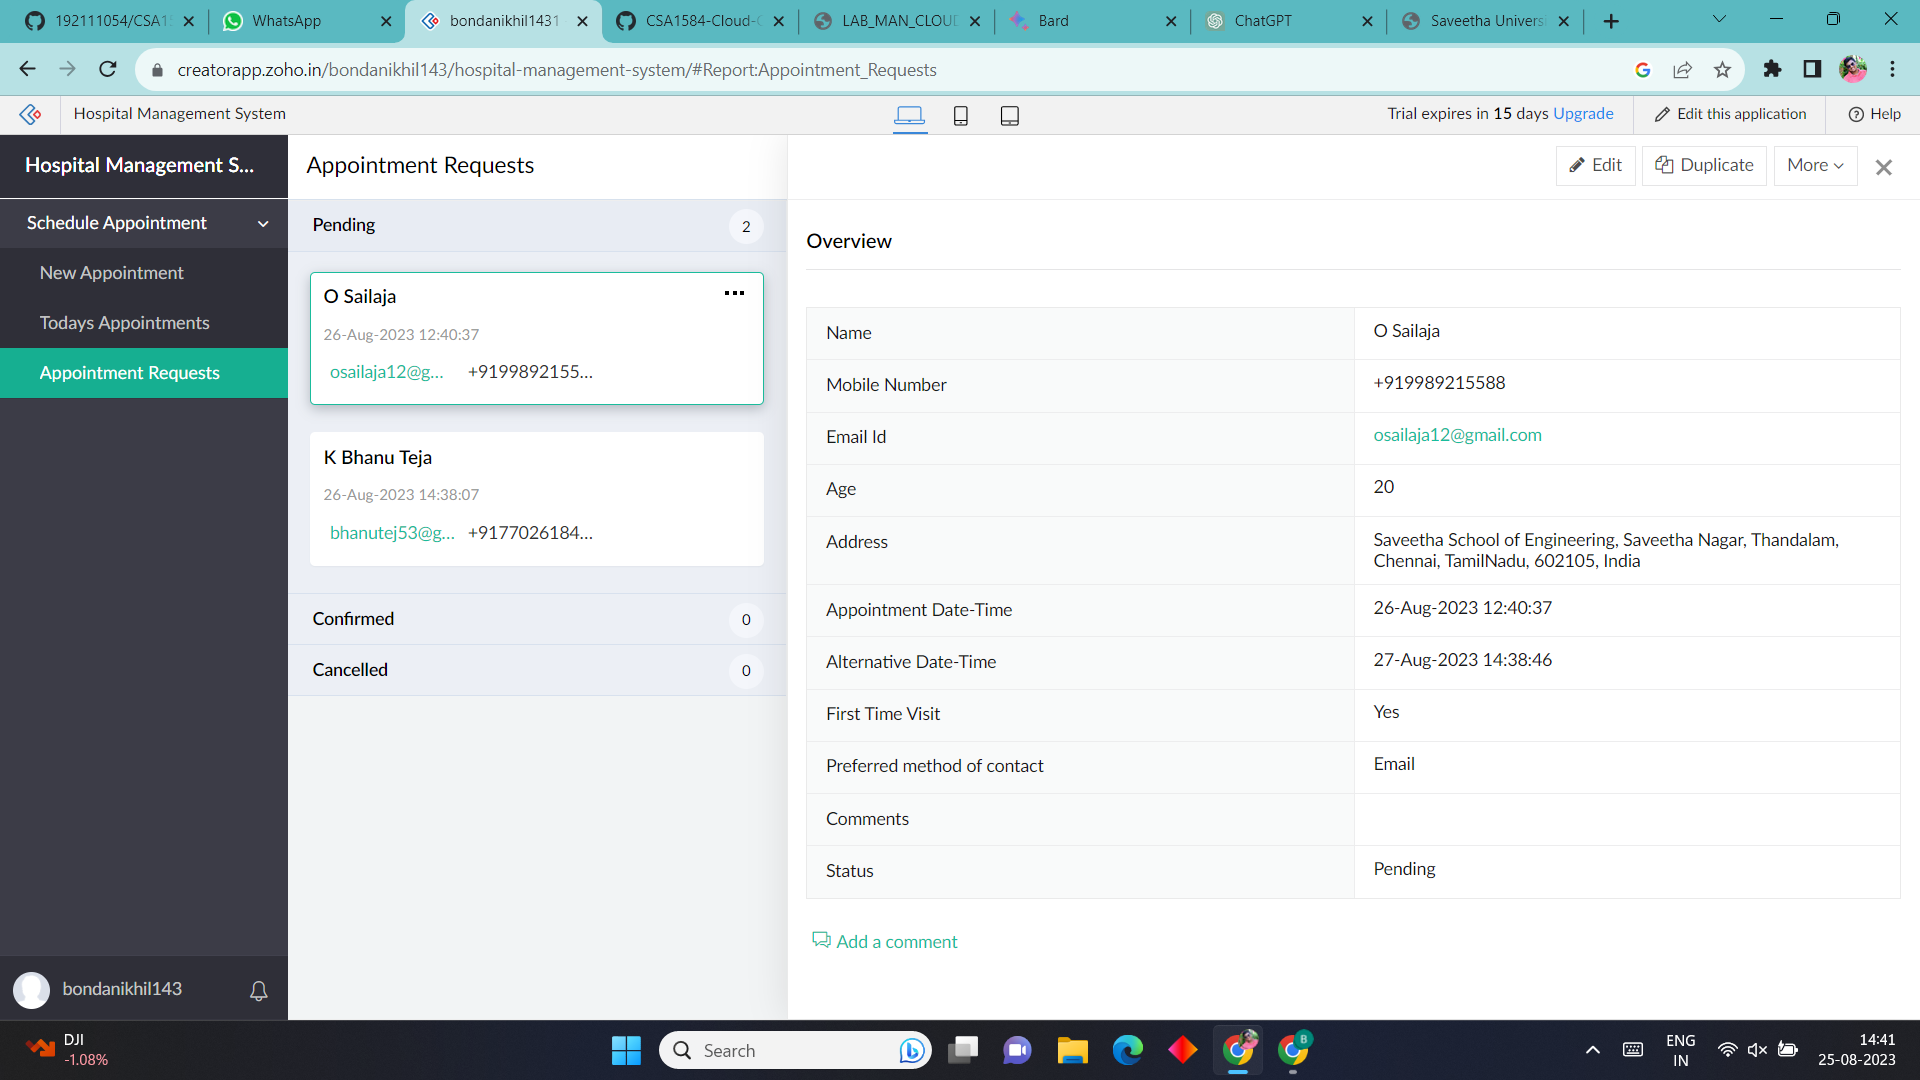 192111054/CSA15
WhatsApp
bondanikhil1431
CSA1584-Cloud-C
LAB_MAN_CLOUD
Bard
ChatGPT
Saveetha Universi
creatorapp.zoho.in/bondanikhil143/hospital-management-system/#Report:Appointment_Requests
Hospital Management System
Trial expires in 15 days Upgrade
Edit this application
Help
Hospital Management S...
Schedule Appointment
New Appointment
Todays Appointments
Appointment Requests
bondanikhil143
Appointment Requests
Pending 2
O Sailaja
26-Aug-2023 12:40:37
osailaja12@g... +9199892155...
K Bhanu Teja
26-Aug-2023 14:38:07
bhanutej53@g... +9177026184...
Confirmed 0
Cancelled 0
Edit
Duplicate
More
Overview
Name O Sailaja
Mobile Number +919989215588
Email Id osailaja12@gmail.com
Age 20
Address Saveetha School of Engineering, Saveetha Nagar, Thandalam,
Chennai, TamilNadu, 602105, India
Appointment Date-Time 26-Aug-2023 12:40:37
Alternative Date-Time 27-Aug-2023 14:38:46
First Time Visit Yes
Preferred method of contact Email
Comments
Status Pending
Add a comment
DJI
-1.08%
Search
B
ENG
IN
14:41
25-08-2023